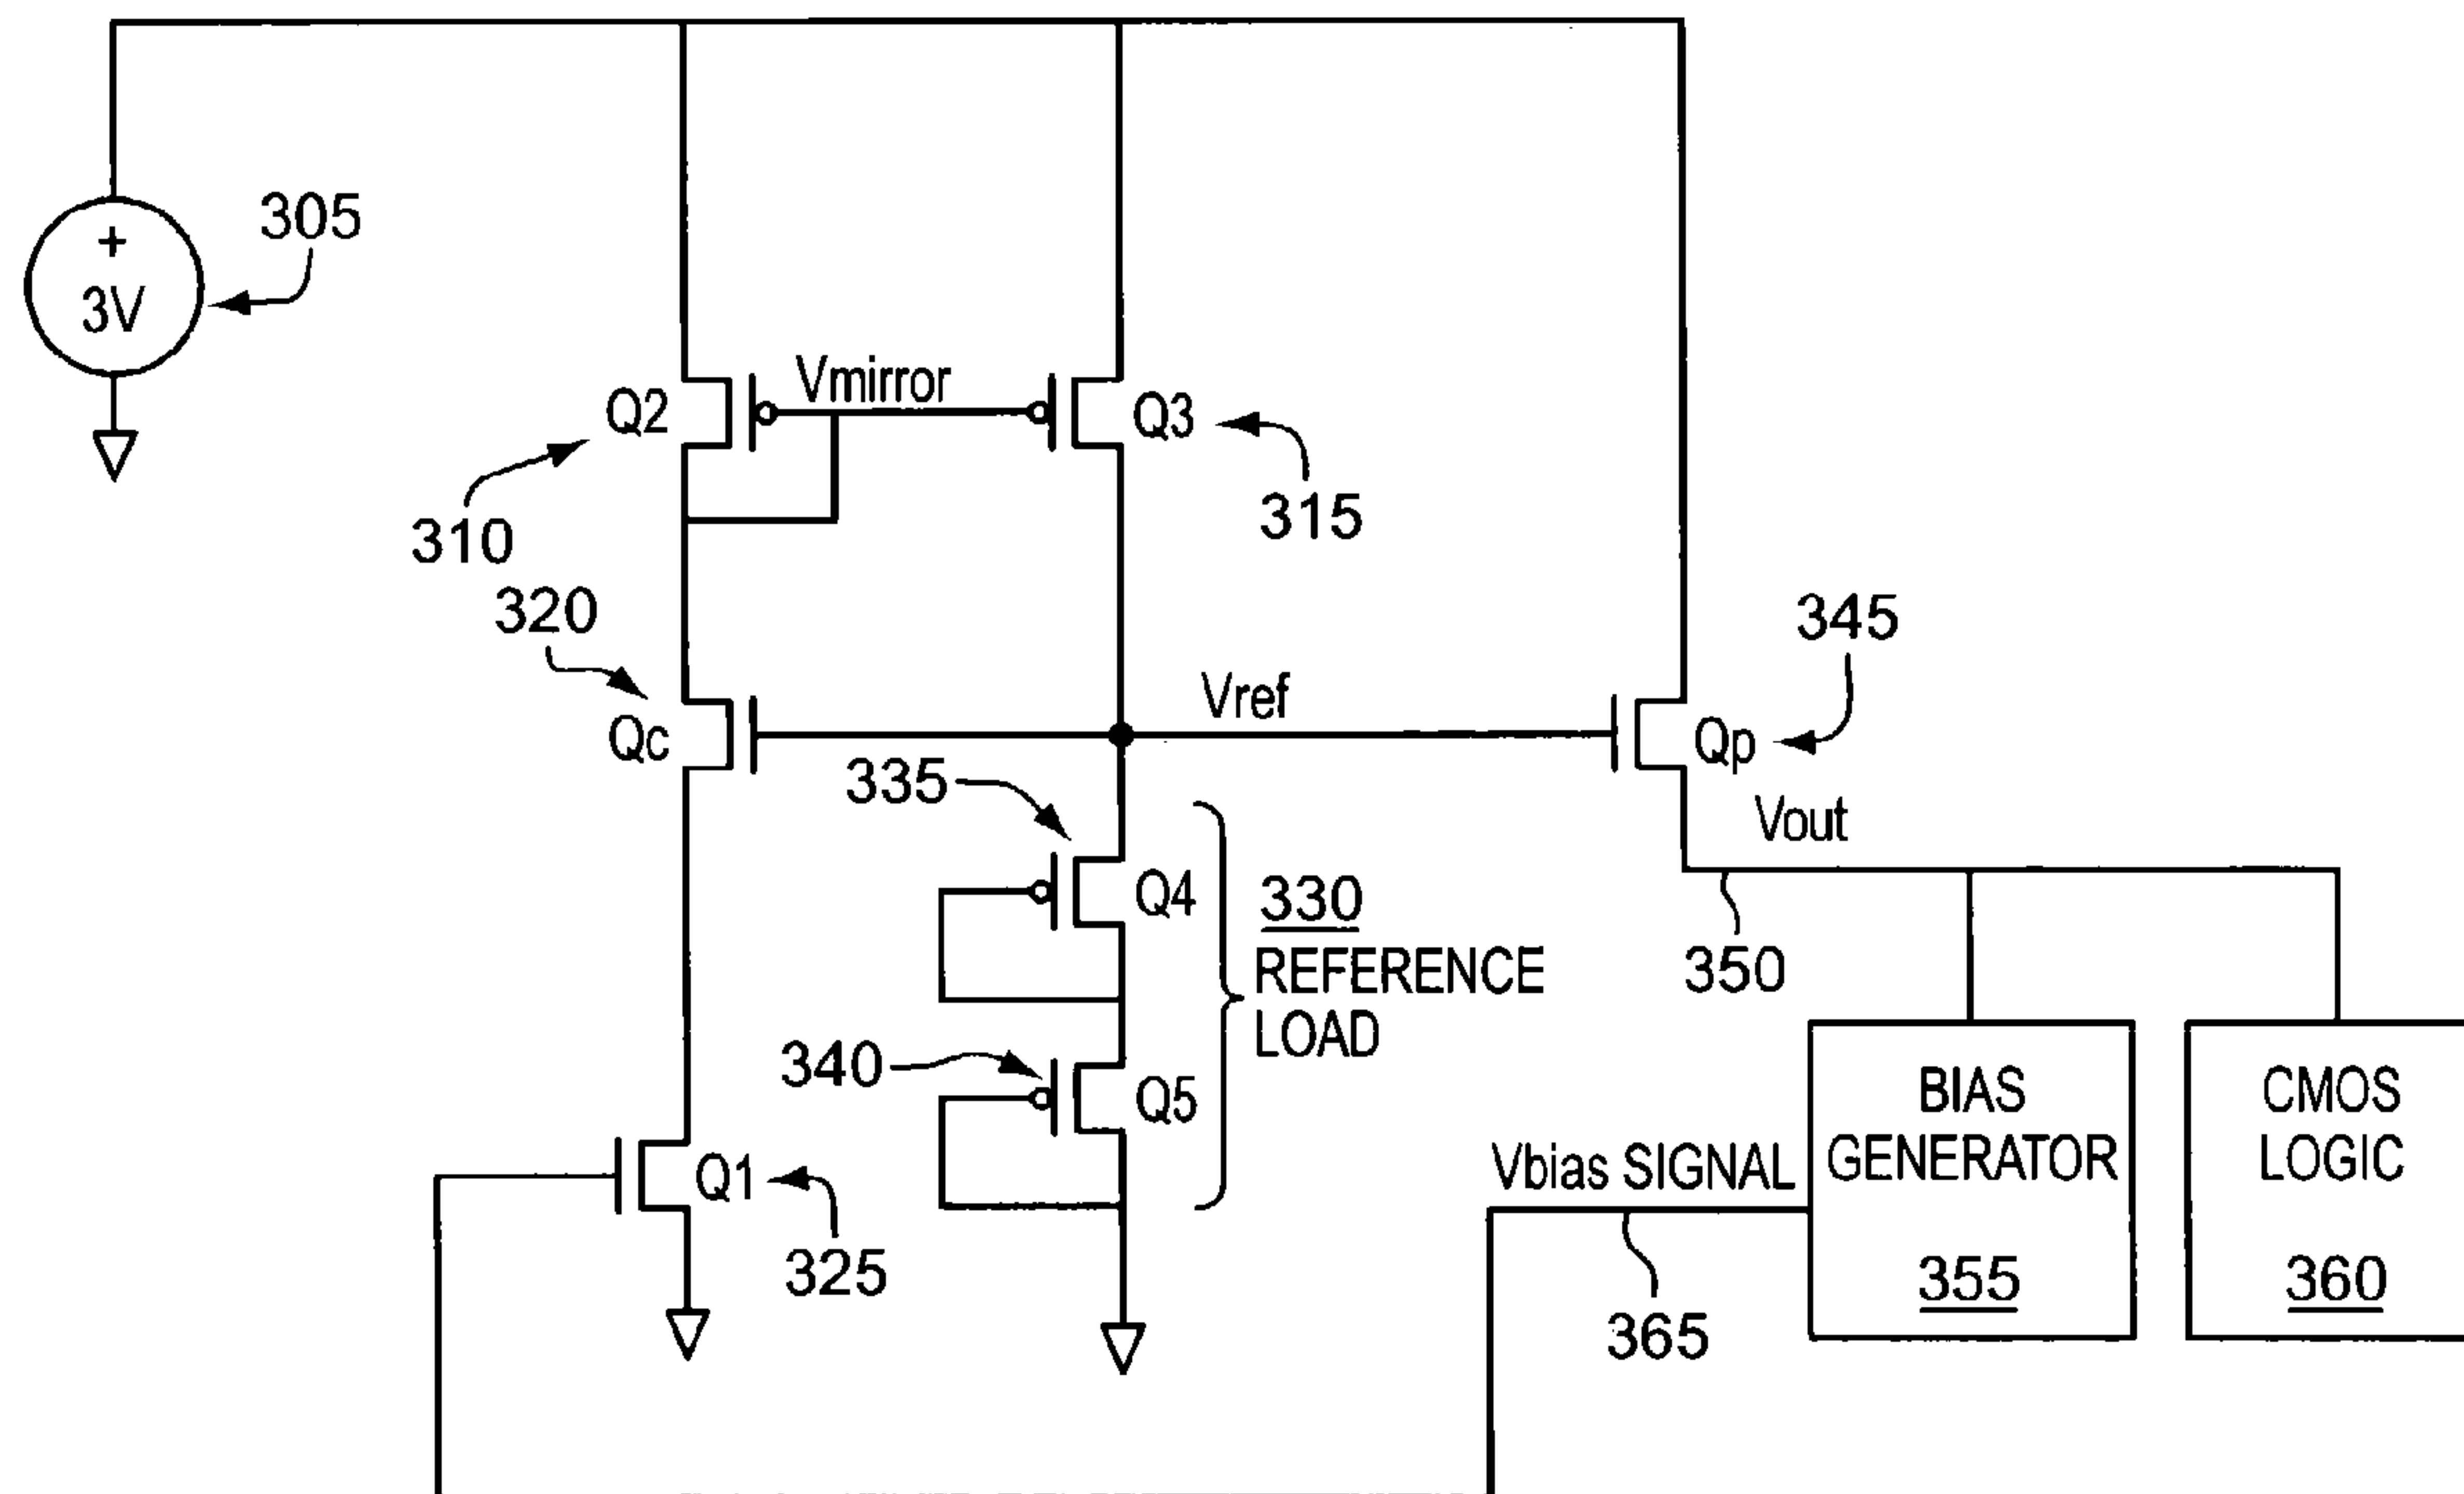 305
+
3V
Vmirror
Q2
Q3
310
315
320
345
Vref
Qc
Qp
335
Vout
Q4
330
REFERENCE
LOAD
350
340
Q5
BIAS
GENERATOR
355
CMOS
LOGIC
360
Q1
325
Vbias SIGNAL
365